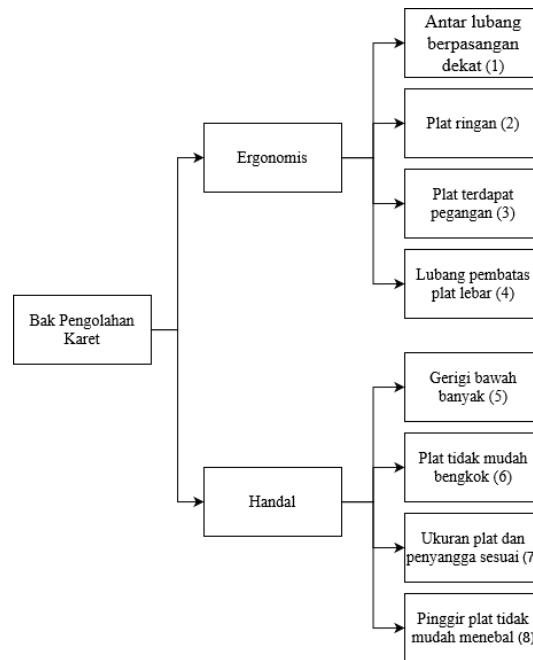 Antar lubang
berpasangan
dekat (1)
Plat ringan (2)
Ergonomis
Plat terdapat
pegangan (3)
Lubang pembatas
plat lebar (4)
Bak Pengolahan
Karet
Gerigi bawah
banyak (5)
Plat tidak mudah
bengkok (6)
Handal
Ukuran plat dan
penyangga sesuai (7
Pinggir plat tidak
mudah menebal (8)